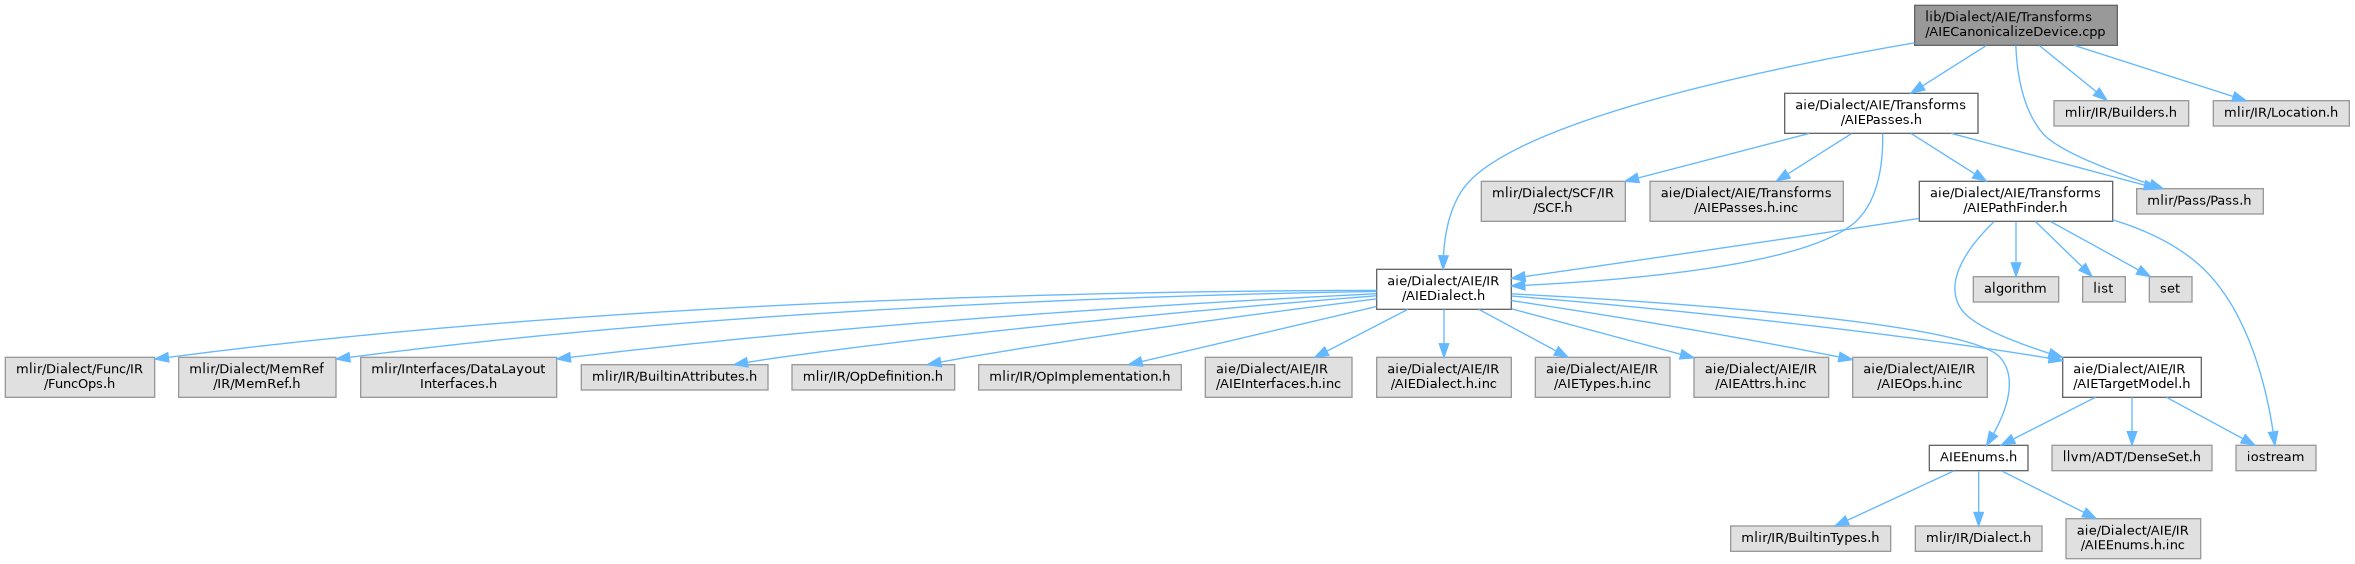 lib/Dialect/AIE/Transforms
/AIECanonicalizeDevice.cpp
aie/Dialect/AIE/Transforms
/AIEPasses.h
mlir/IR/Builders.h
mlir/IR/Location.h
mlir/Dialect/SCF/IR
/SCF.h
aie/Dialect/AIE/Transforms
/AIEPasses.h.inc
aie/Dialect/AIE/Transforms
/AIEPathFinder.h
mlir/Pass/Pass.h
aie/Dialect/AIE/IR
/AIEDialect.h
algorithm
list
set
mlir/Dialect/Func/IR
/FuncOps.h
mlir/Dialect/MemRef
/IR/MemRef.h
mlir/Interfaces/DataLayout
Interfaces.h
mlir/IR/BuiltinAttributes.h
mlir/IR/OpDefinition.h
mlir/IR/OpImplementation.h
aie/Dialect/AIE/IR
/AIEInterfaces.h.inc
aie/Dialect/AIE/IR
/AIEDialect.h.inc
aie/Dialect/AIE/IR
/AIETypes.h.inc
aie/Dialect/AIE/IR
/AIEAttrs.h.inc
aie/Dialect/AIE/IR
/AIEOps.h.inc
aie/Dialect/AIE/IR
/AIETargetModel.h
AIEEnums.h
llvm/ADT/DenseSet.h
iostream
mlir/IR/BuiltinTypes.h
mlir/IR/Dialect.h
aie/Dialect/AIE/IR
/AIEEnums.h.inc